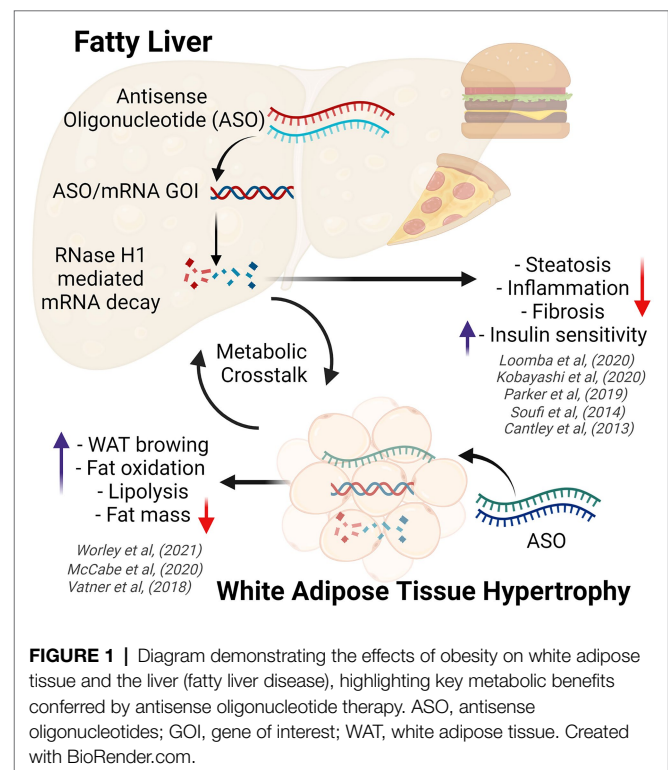 Fatty Liver
Antisense
Oligonucleotide (ASO)
ASO/mRNA GOI
RNase H1
mediated
mRNA decay
- Steatosis
- Inflammation
- Fibrosis
- Insulin sensitivity
Loomba et al, (2020)
Kobayashi et al, (2020)
Parker et al, (2019)
Soufi et al, (2014)
Cantley et al, (2013)
Metabolic
Crosstalk
- WAT browing
- Fat oxidation
- Lipolysis
- Fat mass
Worley et al, (2021)
McCabe et al, (2020)
Vatner et al, (2018)
ASO
White Adipose Tissue Hypertrophy
FIGURE 1 | Diagram demonstrating the effects of obesity on white adipose
tissue and the liver (fatty liver disease), highlighting key metabolic benefits
conferred by antisense oligonucleotide therapy. ASO, antisense
oligonucleotides; GOI, gene of interest; WAT, white adipose tissue. Created
with BioRender.com.